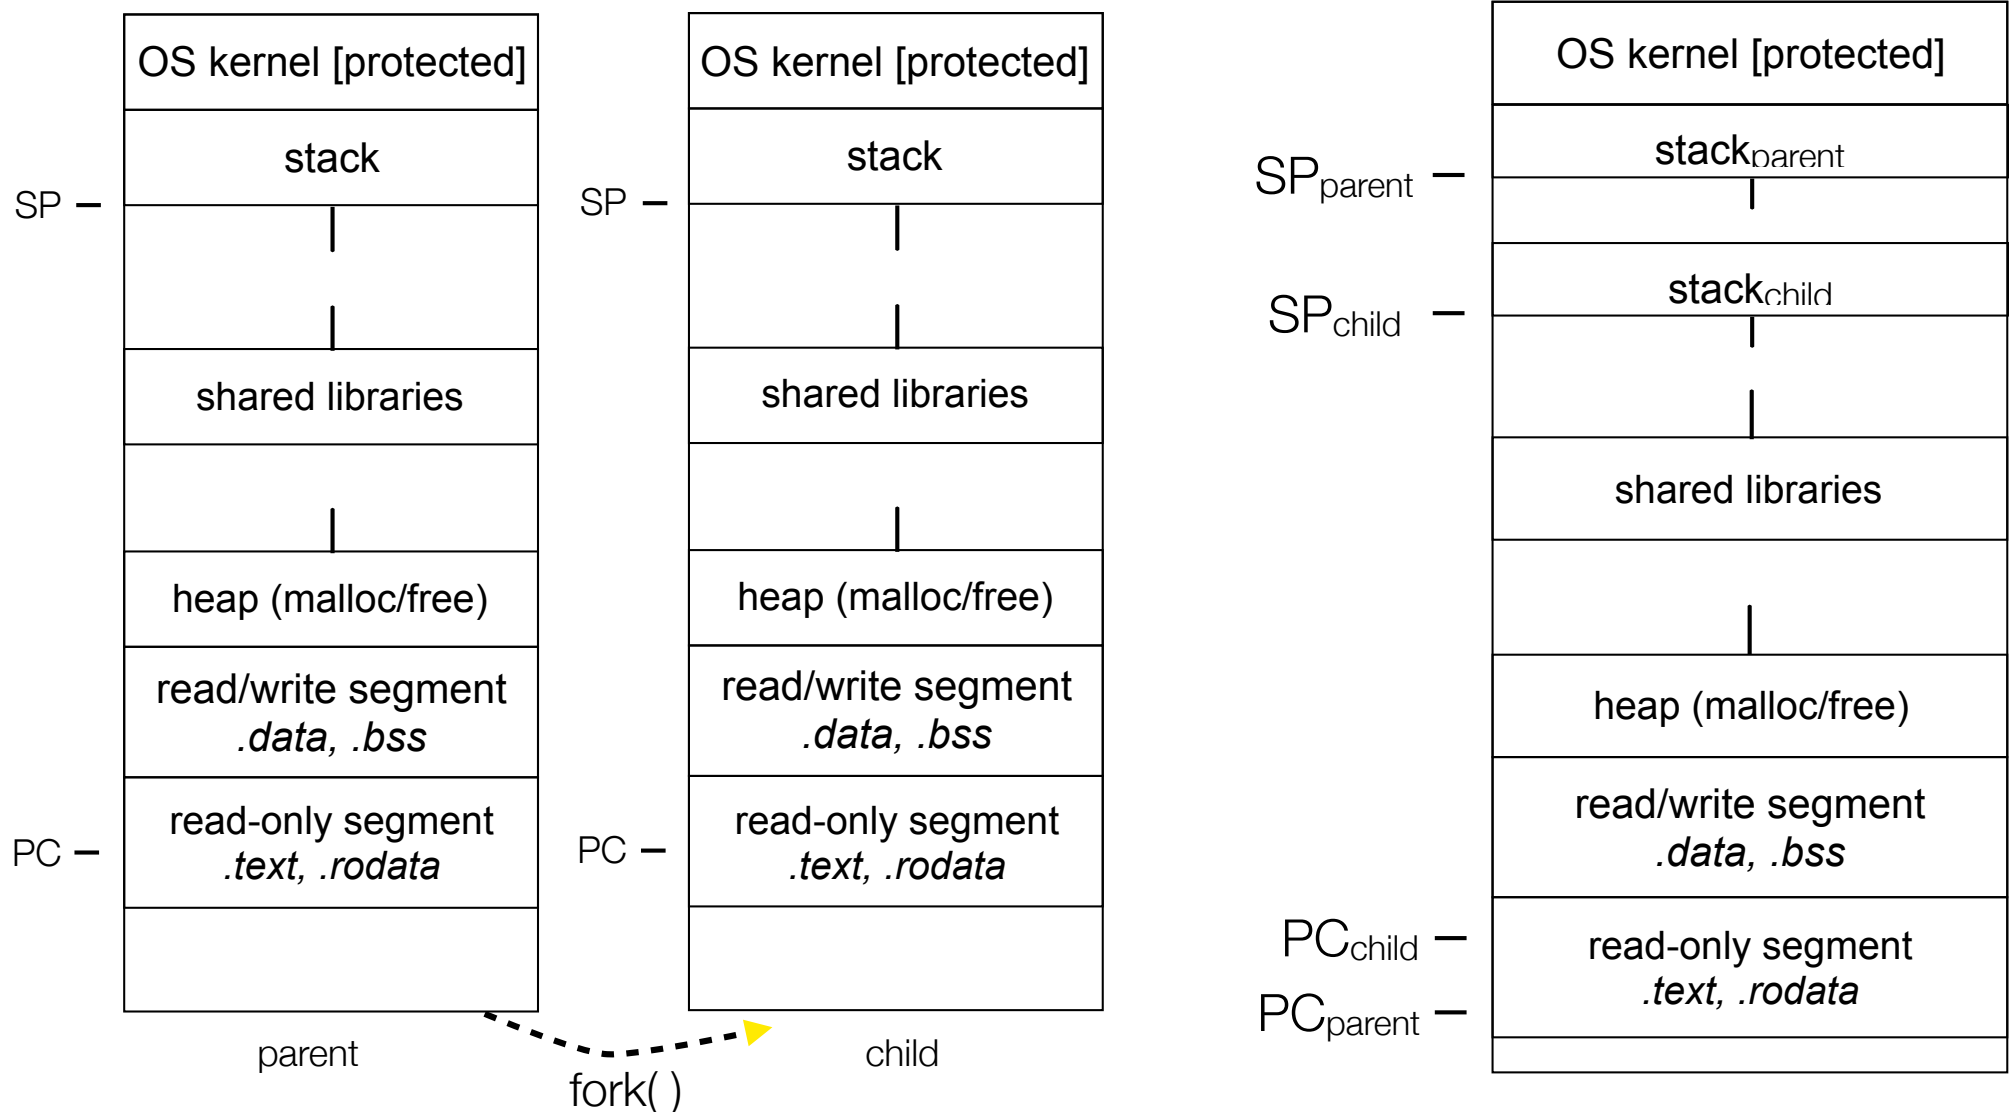 OS kernel [protected]
stack
SP
shared libraries
heap (malloc/free)
read/write segment
.data, .bss
read-only segment
.text, .rodata
PC
parent
OS kernel [protected]
stack
SP
shared libraries
heap (malloc/free)
read/write segment
.data, .bss
read-only segment
.text, .rodata
PC
child
fork( )
OS kernel [protected]
stackparent
SPparent
stackchild
SPchild
shared libraries
heap (malloc/free)
read/write segment
.data, .bss
PCchild
read-only segment
.text, .rodata
PCparent